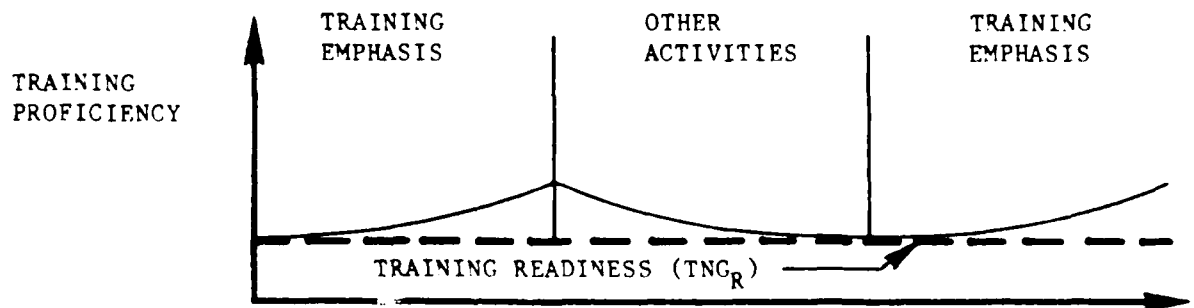 TRAINING
EMPHASIS
OTHER
ACTIVITIES
TRAINING
EMPHASIS
TRAINING
PROFICIENCY
TRAINING READINESS (TNG_R)